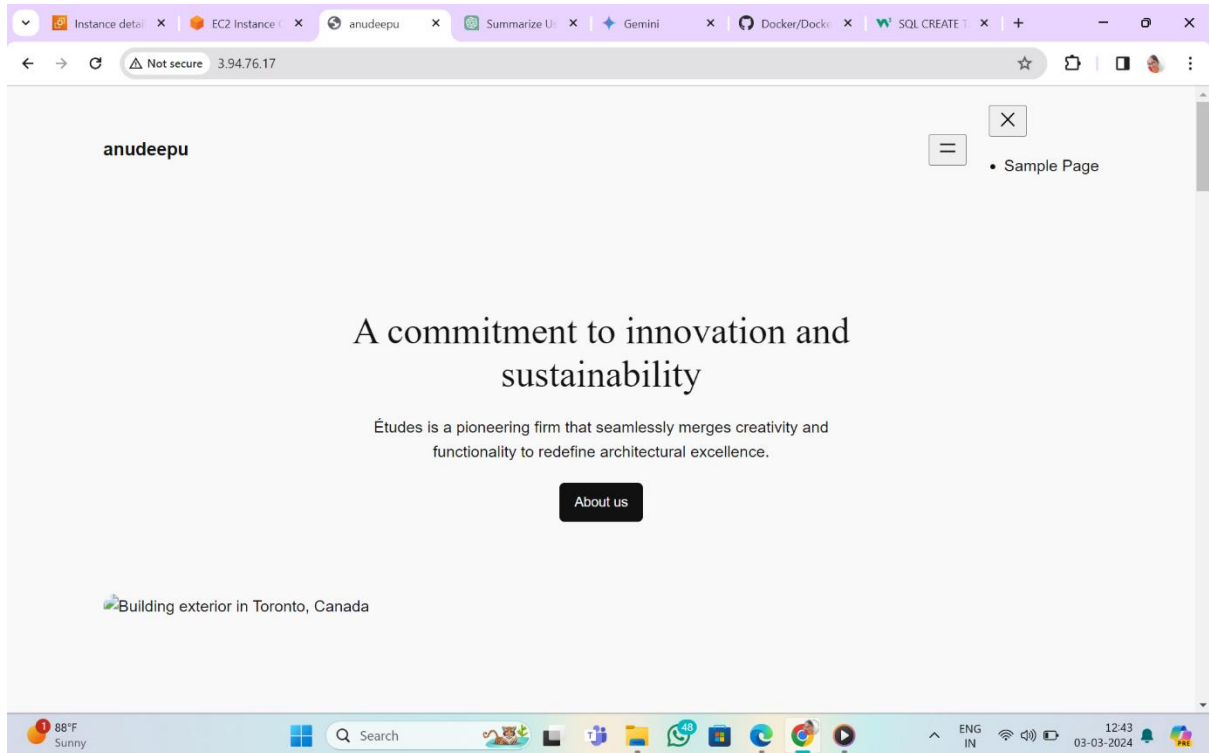 Instance detai
EC2 Instance
anudeepu
Summarize Us
Gemini
Docker/Docke
SQL CREATE T
Not secure
3.94.76.17
anudeepu
Sample Page
A commitment to innovation and
sustainability
Études is a pioneering firm that seamlessly merges creativity and
functionality to redefine architectural excellence.
About us
Building exterior in Toronto, Canada
1
88°F
Sunny
Search
48
ENG
IN
12:43
03-03-2024
PRE